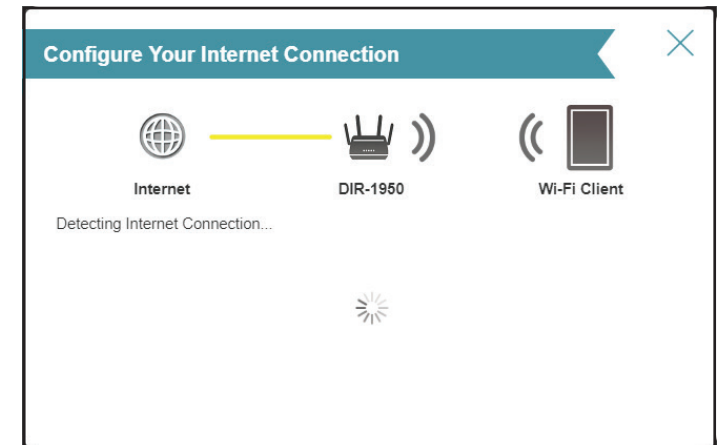 Configure Your Internet Connection
Internet
DIR-1950
Wi-Fi Client
Detecting Internet Connection...